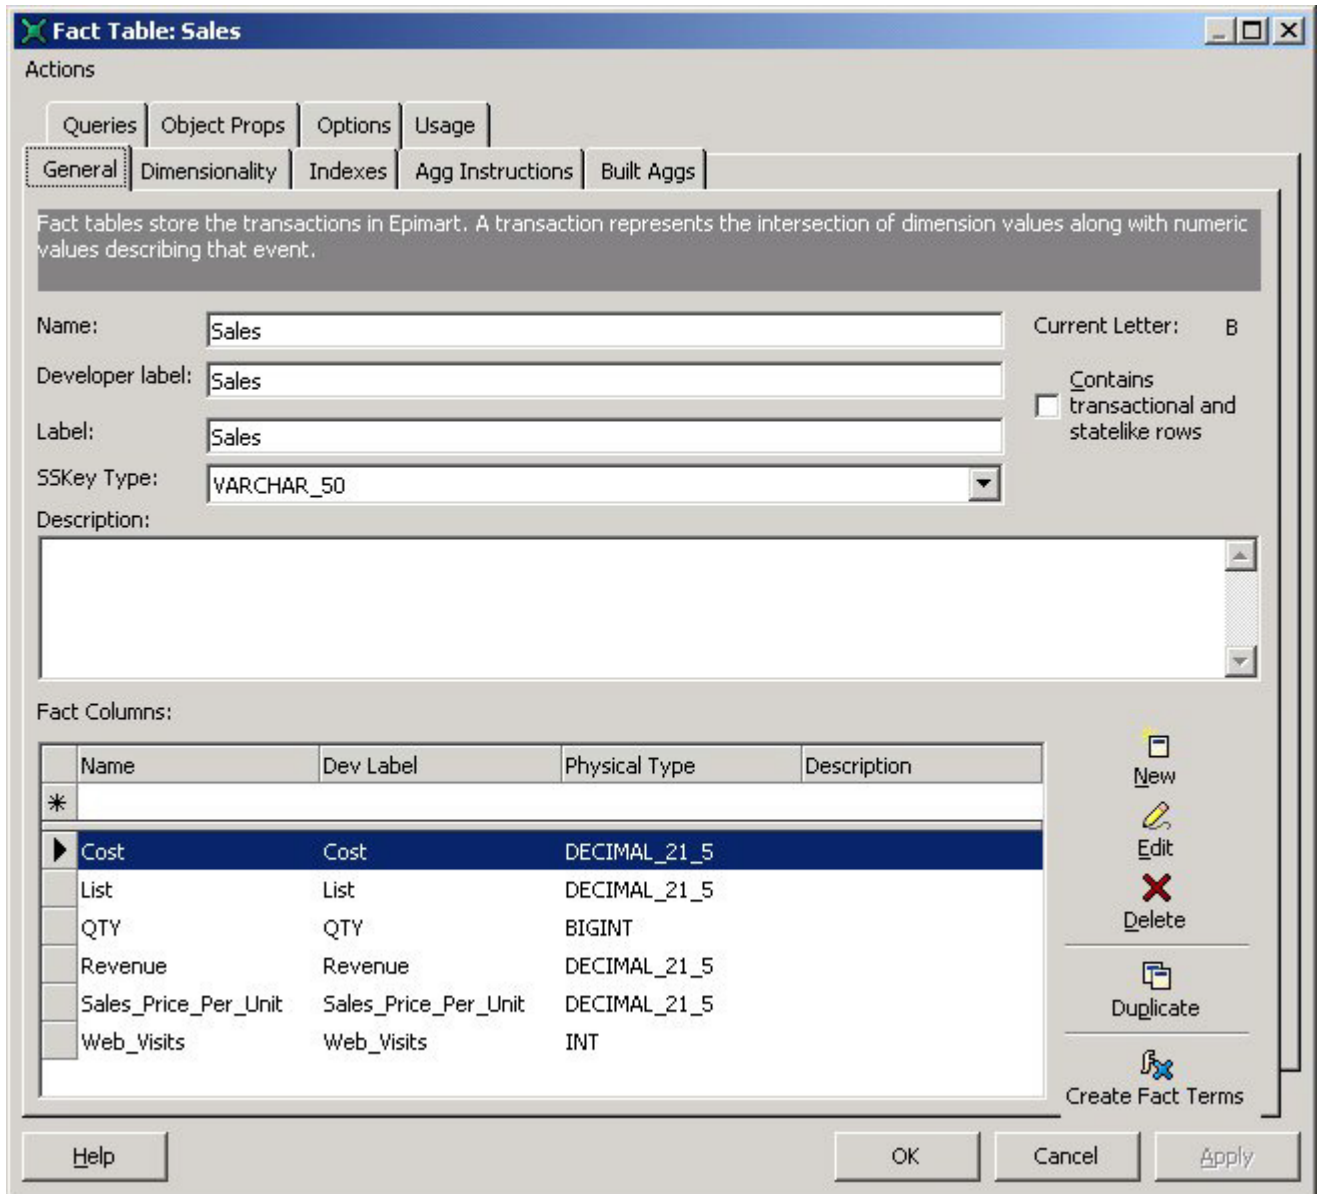 Fact Table: Sales
Actions
Queries Object Props Options Usage
General Dimensionality Indexes Agg Instructions Built Aggs
Fact tables store the transactions in Epimart. A transaction represents the intersection of dimension values along with numeric
values describing that event.
Name: Sales Current Letter: B
Developer label: Sales
Contains
transactional and
statelike rows
Label: Sales
SSKey Type: VARCHAR_50
Description:
Fact Columns:
Name Dev Label Physical Type Description
Cost Cost DECIMAL_21_5
List List DECIMAL_21_5
QTY QTY BIGINT
Revenue Revenue DECIMAL_21_5
Sales_Price_Per_Unit Sales_Price_Per_Unit DECIMAL_21_5
Web_Visits Web_Visits INT
New
Edit
Delete
Duplicate
Create Fact Terms
Help OK Cancel Apply